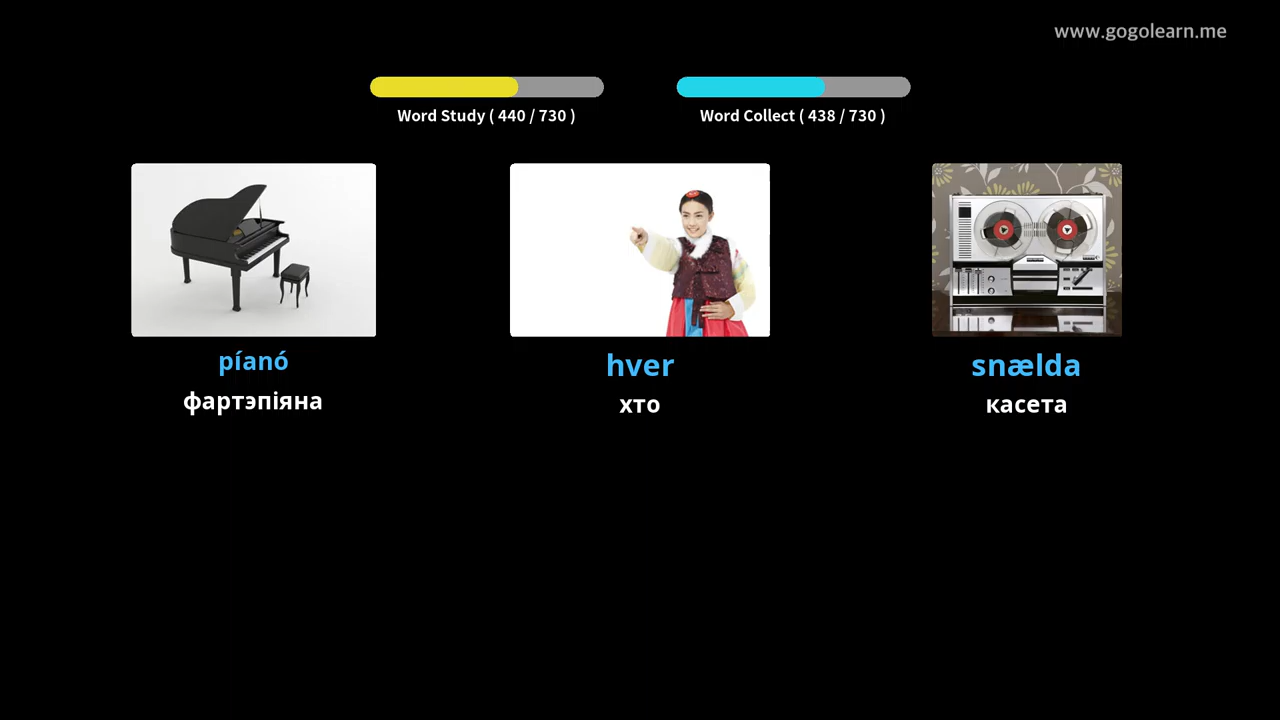 www.gogolearn.me
Word Study ( 440 / 730 )
Word Collect ( 438 / 730 )
píanó
hver
snælda
фартэпіяна
хто
касета